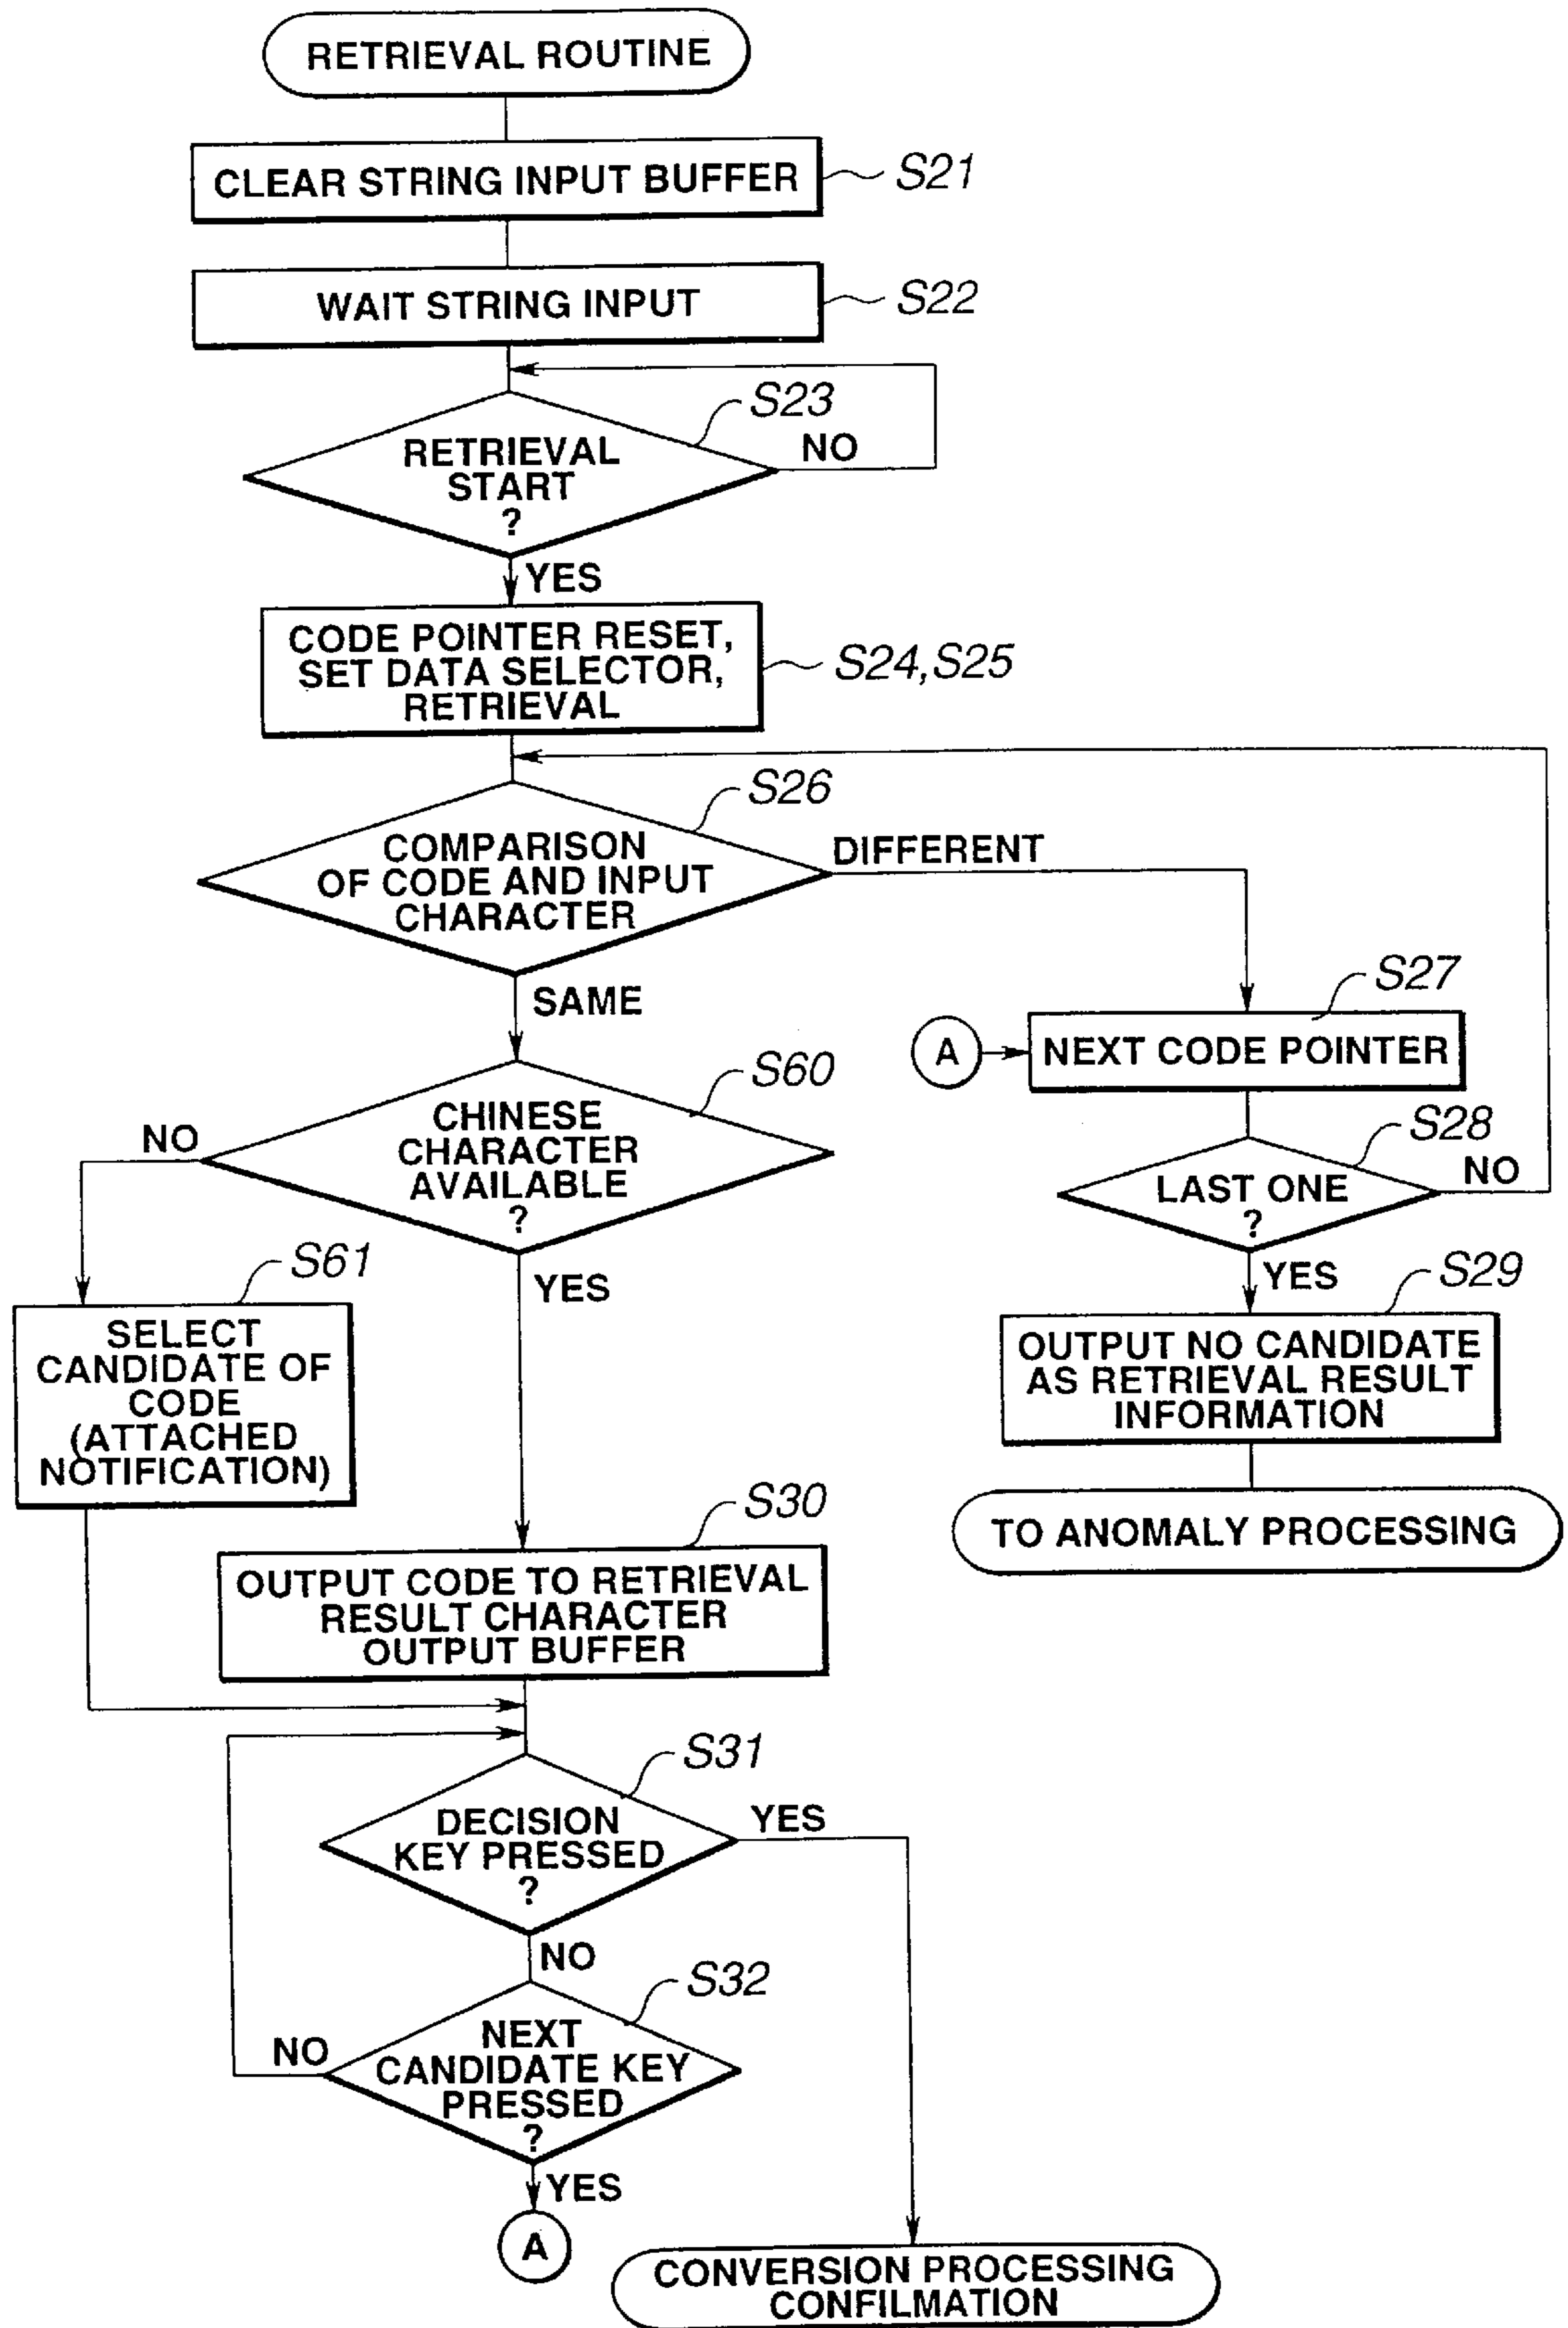 RETRIEVAL ROUTINE
CLEAR STRING INPUT BUFFER
S21
WAIT STRING INPUT
S22
S23
RETRIEVAL
START
?
NO
YES
CODE POINTER RESET,
SET DATA SELECTOR,
RETRIEVAL
S24,S25
S26
COMPARISON
OF CODE AND INPUT
CHARACTER
DIFFERENT
SAME
S27
A
NEXT CODE POINTER
S60
CHINESE
CHARACTER
AVAILABLE
?
NO
YES
S28
LAST ONE
?
NO
YES
S29
OUTPUT NO CANDIDATE
AS RETRIEVAL RESULT
INFORMATION
TO ANOMALY PROCESSING
S61
SELECT
CANDIDATE OF
CODE
(ATTACHED
NOTIFICATION)
S30
OUTPUT CODE TO RETRIEVAL
RESULT CHARACTER
OUTPUT BUFFER
S31
DECISION
KEY PRESSED
?
YES
NO
S32
NEXT
CANDIDATE KEY
PRESSED
?
NO
YES
A
CONVERSION PROCESSING
CONFILMATION